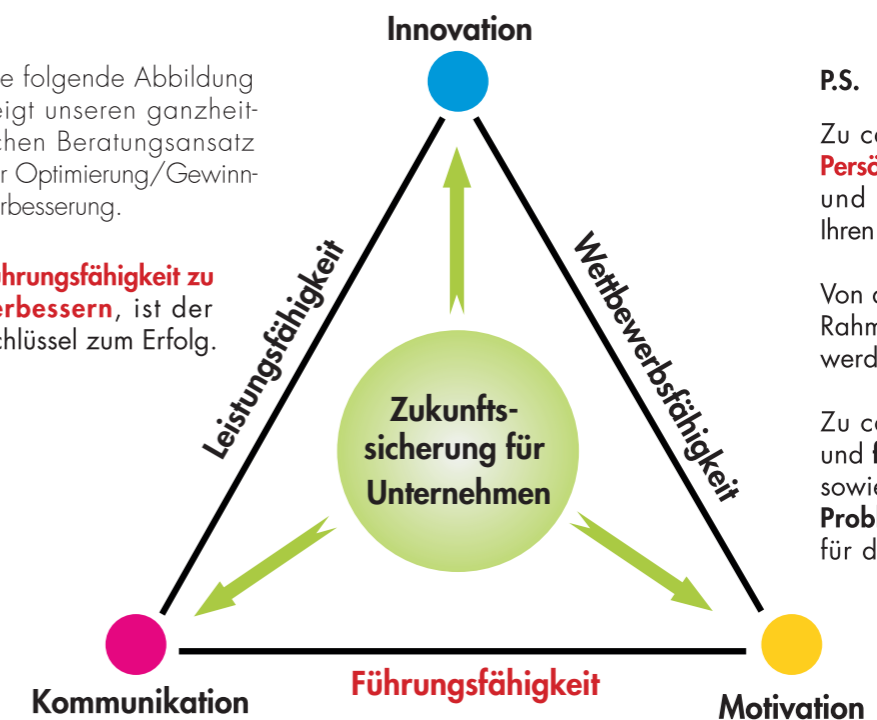 Innovation
e folgende Abbildung
eigt unseren ganzheit-
chen Beratungsansatz
r Optimierung/Gewinn-
rbesserung.
ührungsfähigkeit zu
erbessern, ist der
chlüssel zum Erfolg.
Leistungsfähigkeit
Wettbewerbsfähigkeit
Zukunfts-
sicherung für
Unternehmen
Kommunikation
Führungsfähigkeit
Motivation
P.S.
Zu c
Persö
und
Ihren
Von
Rahm
werd
Zu c
und
sowie
Probl
für d